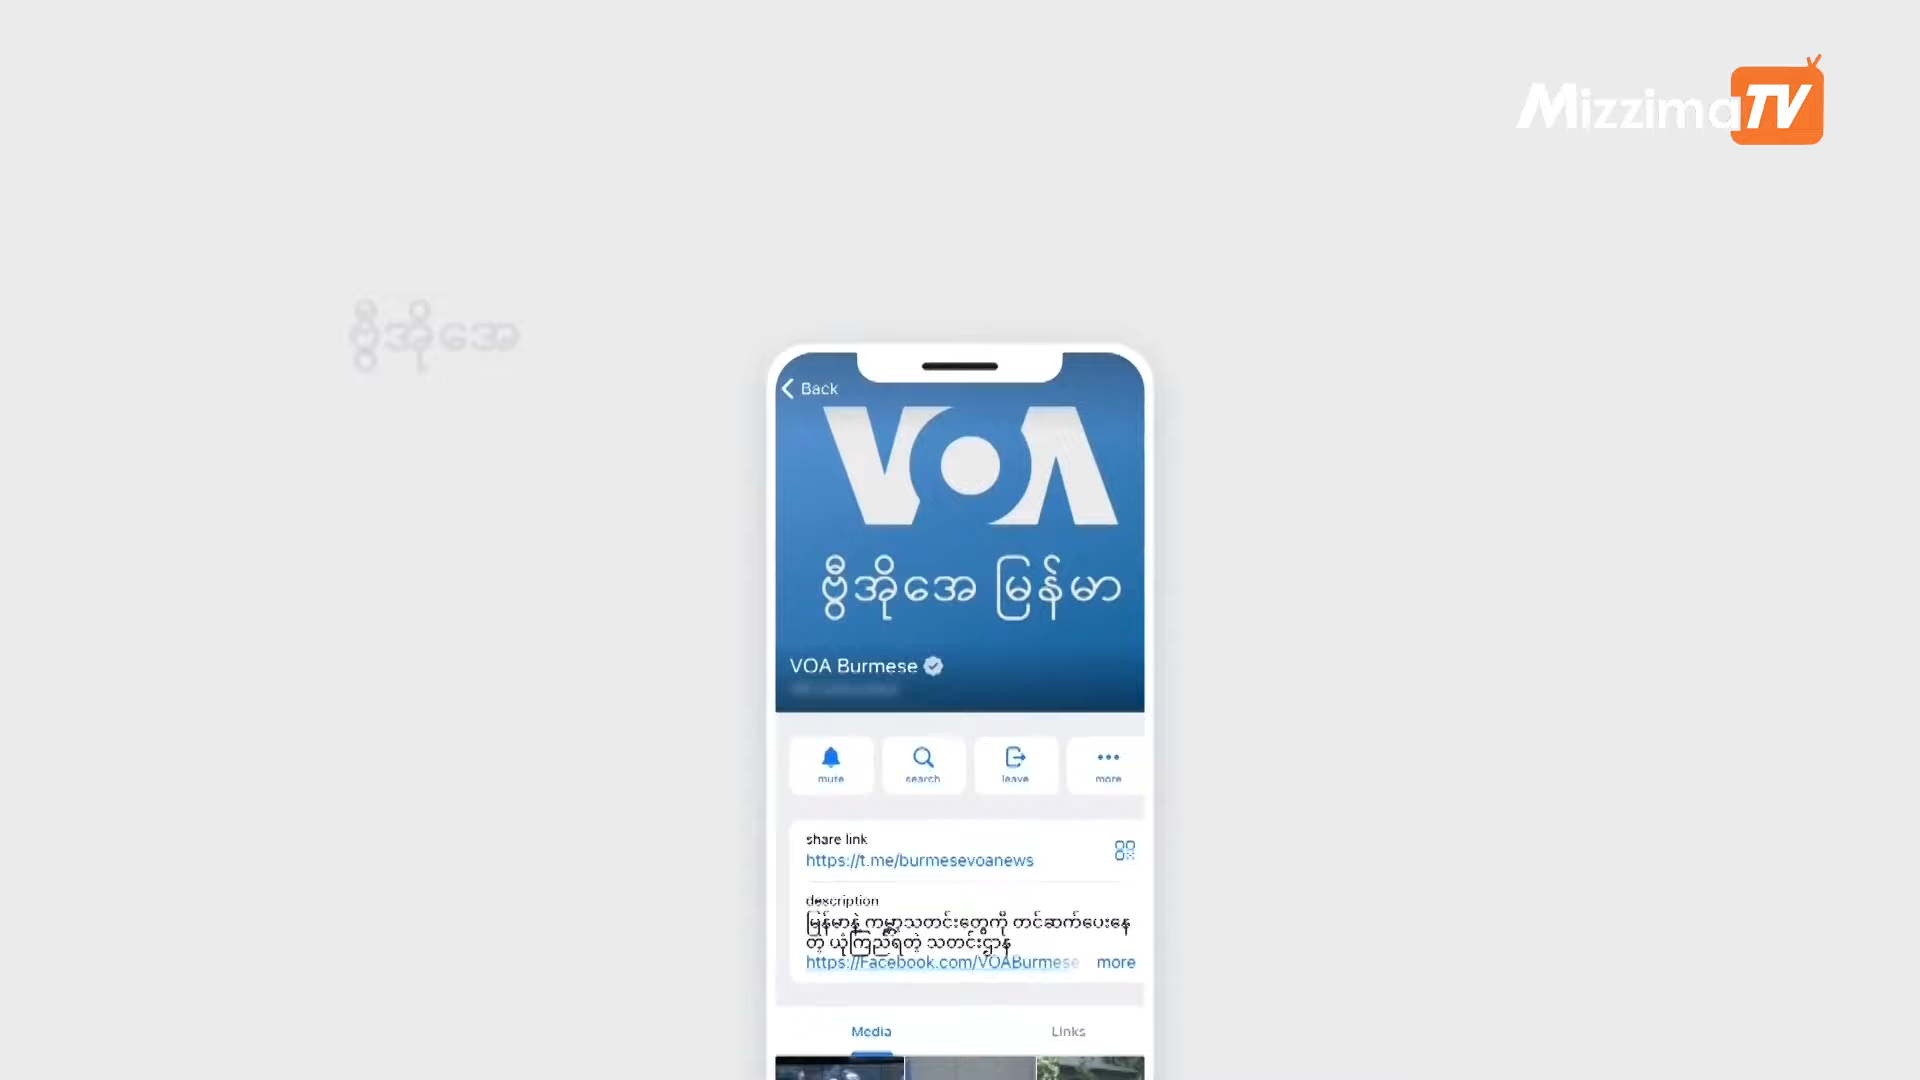 MizzimaTV
ဗွီအိုအေ
Back
VOA
ဗွီအိုအေ မြန်မာ
VOA Burmese
mute
search
leave
more
share link
https://t.me/burmesevoanews
description
မြန်မာနဲ့ ကမ္ဘာ့သတင်းတွေကို တင်ဆက်ပေးနေ
တဲ့ ယုံကြည်ရတဲ့ သတင်းဌာန
https://Facebook.com/VOABurmese more
Media
Links